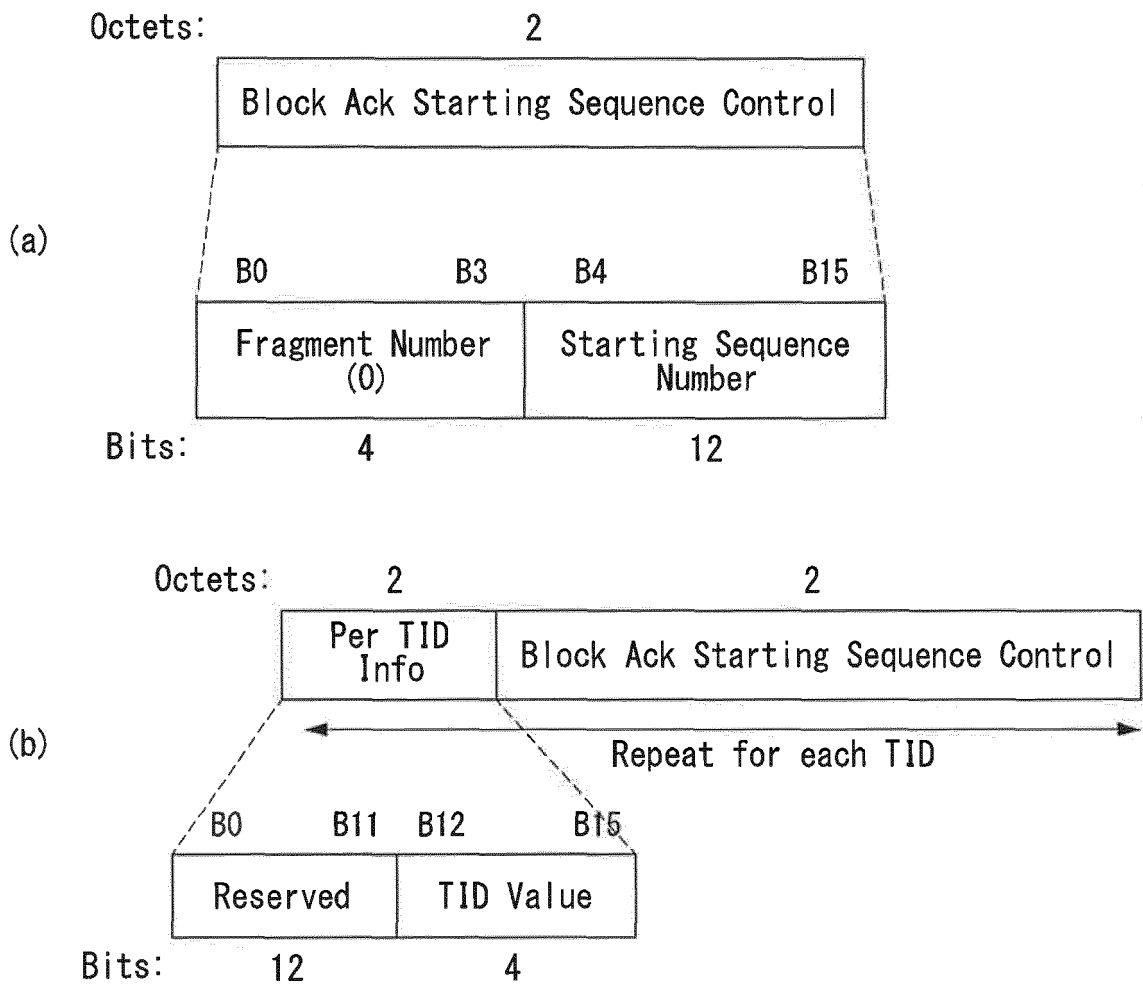 Octets: 2
Block Ack Starting Sequence Control
(a)
B0 B3 B4 B15
Fragment Number
(0)
Starting Sequence
Number
Bits: 4 12
Octets: 2 2
Per TID
Info
Block Ack Starting Sequence Control
(b)
Repeat for each TID
B0 B11 B12 B15
Reserved TID Value
Bits: 12 4